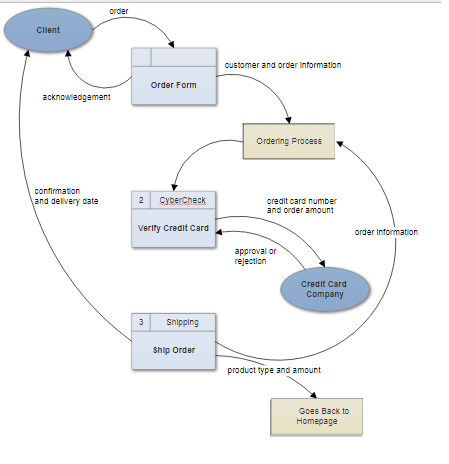 order
Client
customer and order information
Order Form
acknowledgement
Ordering Process
confirmation
and delivery date
2 CyberCheck
Verify Credit Card
credit card number
and order amount
order information
approval or
rejection
Credit Card
Company
3 Shipping
Ship Order
product type and amount
Goes Back to
Homepage